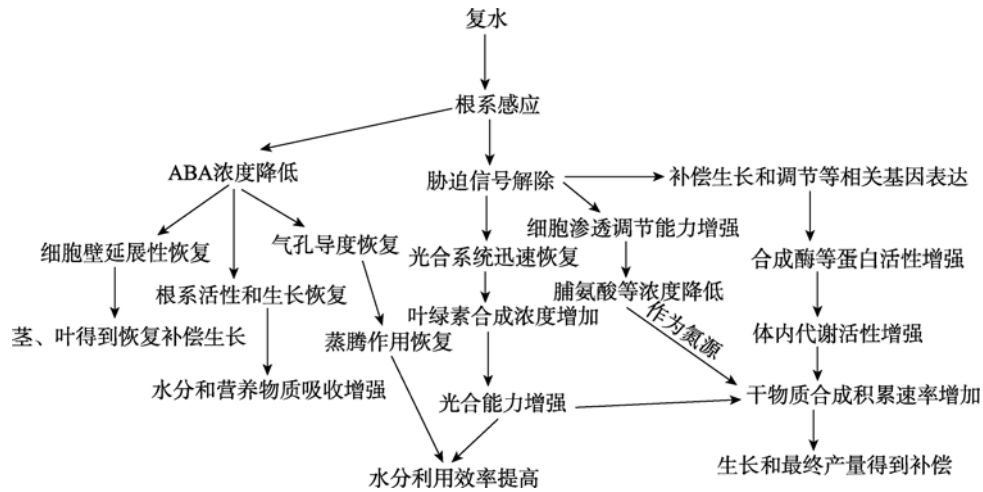 复水
根系感应
ABA浓度降低
胁迫信号解除
补偿生长和调节等相关基因表达
细胞壁延展性恢复
气孔导度恢复
细胞渗透调节能力增强
光合系统迅速恢复
合成酶等蛋白活性增强
根系活性和生长恢复
脯氨酸等浓度降低
叶绿素合成浓度增加
作为氮源
茎、叶得到恢复补偿生长
蒸腾作用恢复
体内代谢活性增强
水分和营养物质吸收增强
光合能力增强
干物质合成积累速率增加
水分利用效率提高
生长和最终产量得到补偿